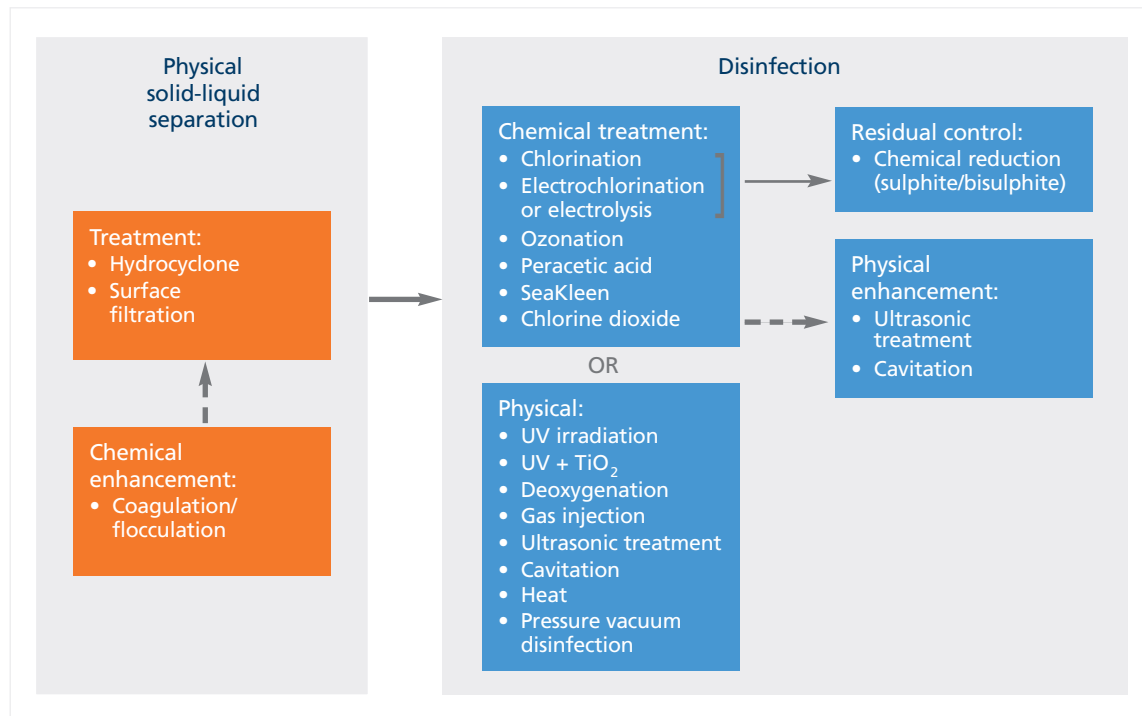 Physical
solid-liquid
separation
Treatment:
• Hydrocyclone
• Surface
filtration
Chemical
enhancement:
• Coagulation/
flocculation
Disinfection
Chemical treatment:
• Chlorination
• Electrochlorination
or electrolysis
• Ozonation
• Peracetic acid
• SeaKleen
• Chlorine dioxide
OR
Physical:
• UV irradiation
• UV + TiO₂
• Deoxygenation
• Gas injection
• Ultrasonic treatment
• Cavitation
• Heat
• Pressure vacuum
disinfection
Residual control:
• Chemical reduction
(sulphite/bisulphite)
Physical
enhancement:
• Ultrasonic
treatment
• Cavitation